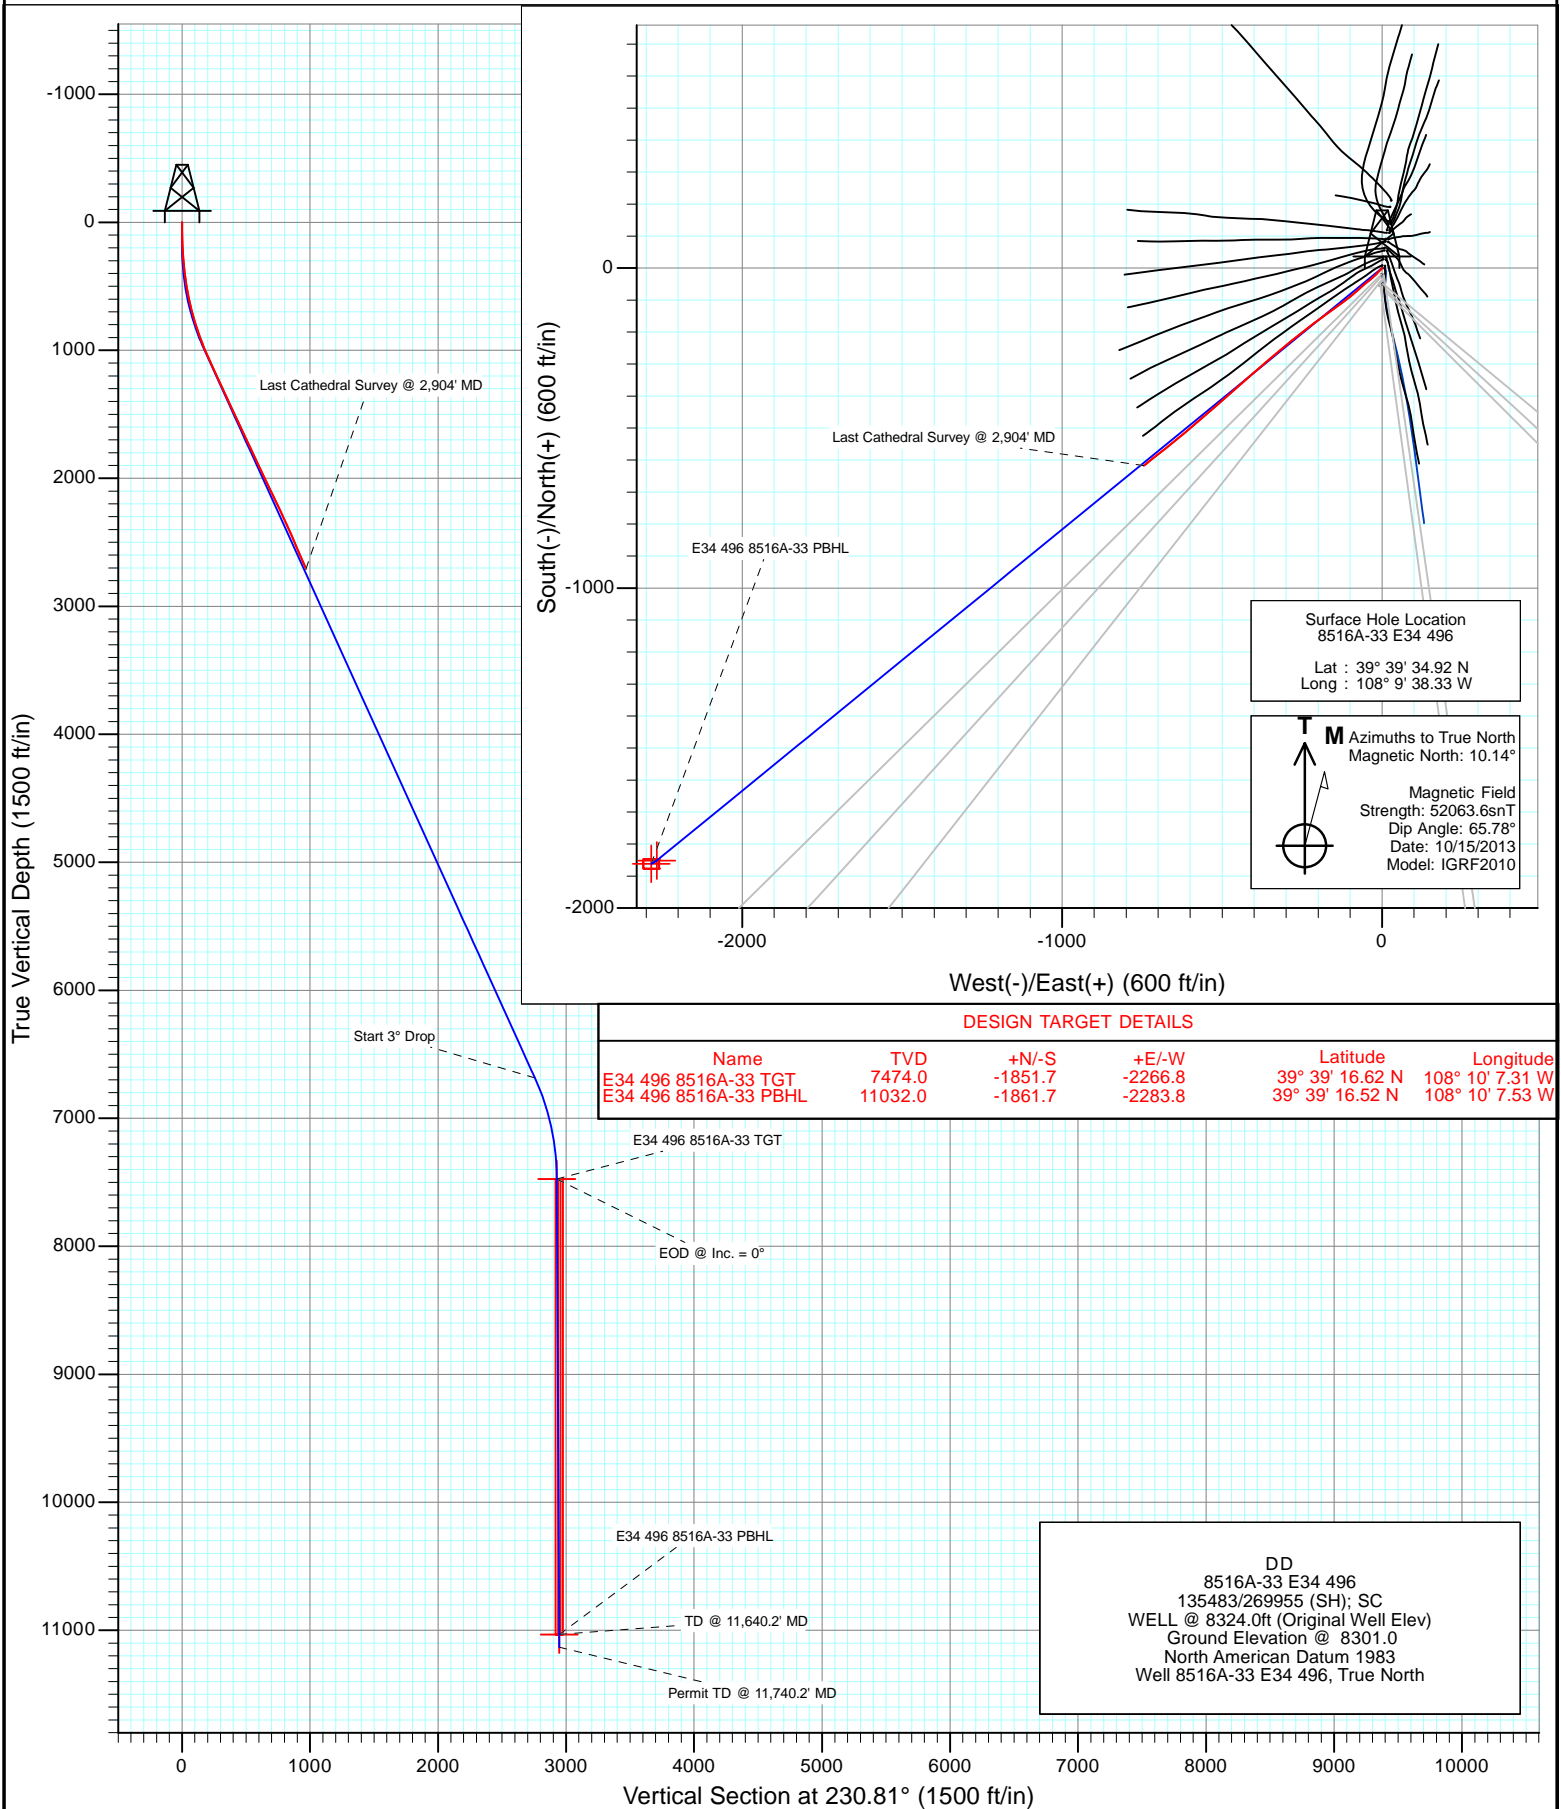 -1000
0
1000
2000
3000
4000
5000
6000
7000
8000
9000
10000
11000
True Vertical Depth (1500 ft/in)
0
1000
2000
3000
4000
5000
6000
7000
8000
9000
10000
Vertical Section at 230.81° (1500 ft/in)
Last Cathedral Survey @ 2,904' MD
Start 3° Drop
E34 496 8516A-33 TGT
EOD @ Inc. = 0°
E34 496 8516A-33 PBHL
TD @ 11,640.2' MD
Permit TD @ 11,740.2' MD
0
-1000
-2000
South(-)/North(+) (600 ft/in)
-2000
-1000
0
West(-)/East(+) (600 ft/in)
Last Cathedral Survey @ 2,904' MD
E34 496 8516A-33 PBHL
Surface Hole Location
8516A-33 E34 496
Lat : 39° 39' 34.92 N
Long : 108° 9' 38.33 W
T
M
Azimuths to True North
Magnetic North: 10.14°
Magnetic Field
Strength: 52063.6snT
Dip Angle: 65.78°
Date: 10/15/2013
Model: IGRF2010
DESIGN TARGET DETAILS
Name TVD +N/-S +E/-W Latitude Longitude
E34 496 8516A-33 TGT 7474.0 -1851.7 -2266.8 39° 39' 16.62 N 108° 10' 7.31 W
E34 496 8516A-33 PBHL 11032.0 -1861.7 -2283.8 39° 39' 16.52 N 108° 10' 7.53 W
DD
8516A-33 E34 496
135483/269955 (SH); SC
WELL @ 8324.0ft (Original Well Elev)
Ground Elevation @ 8301.0
North American Datum 1983
Well 8516A-33 E34 496, True North